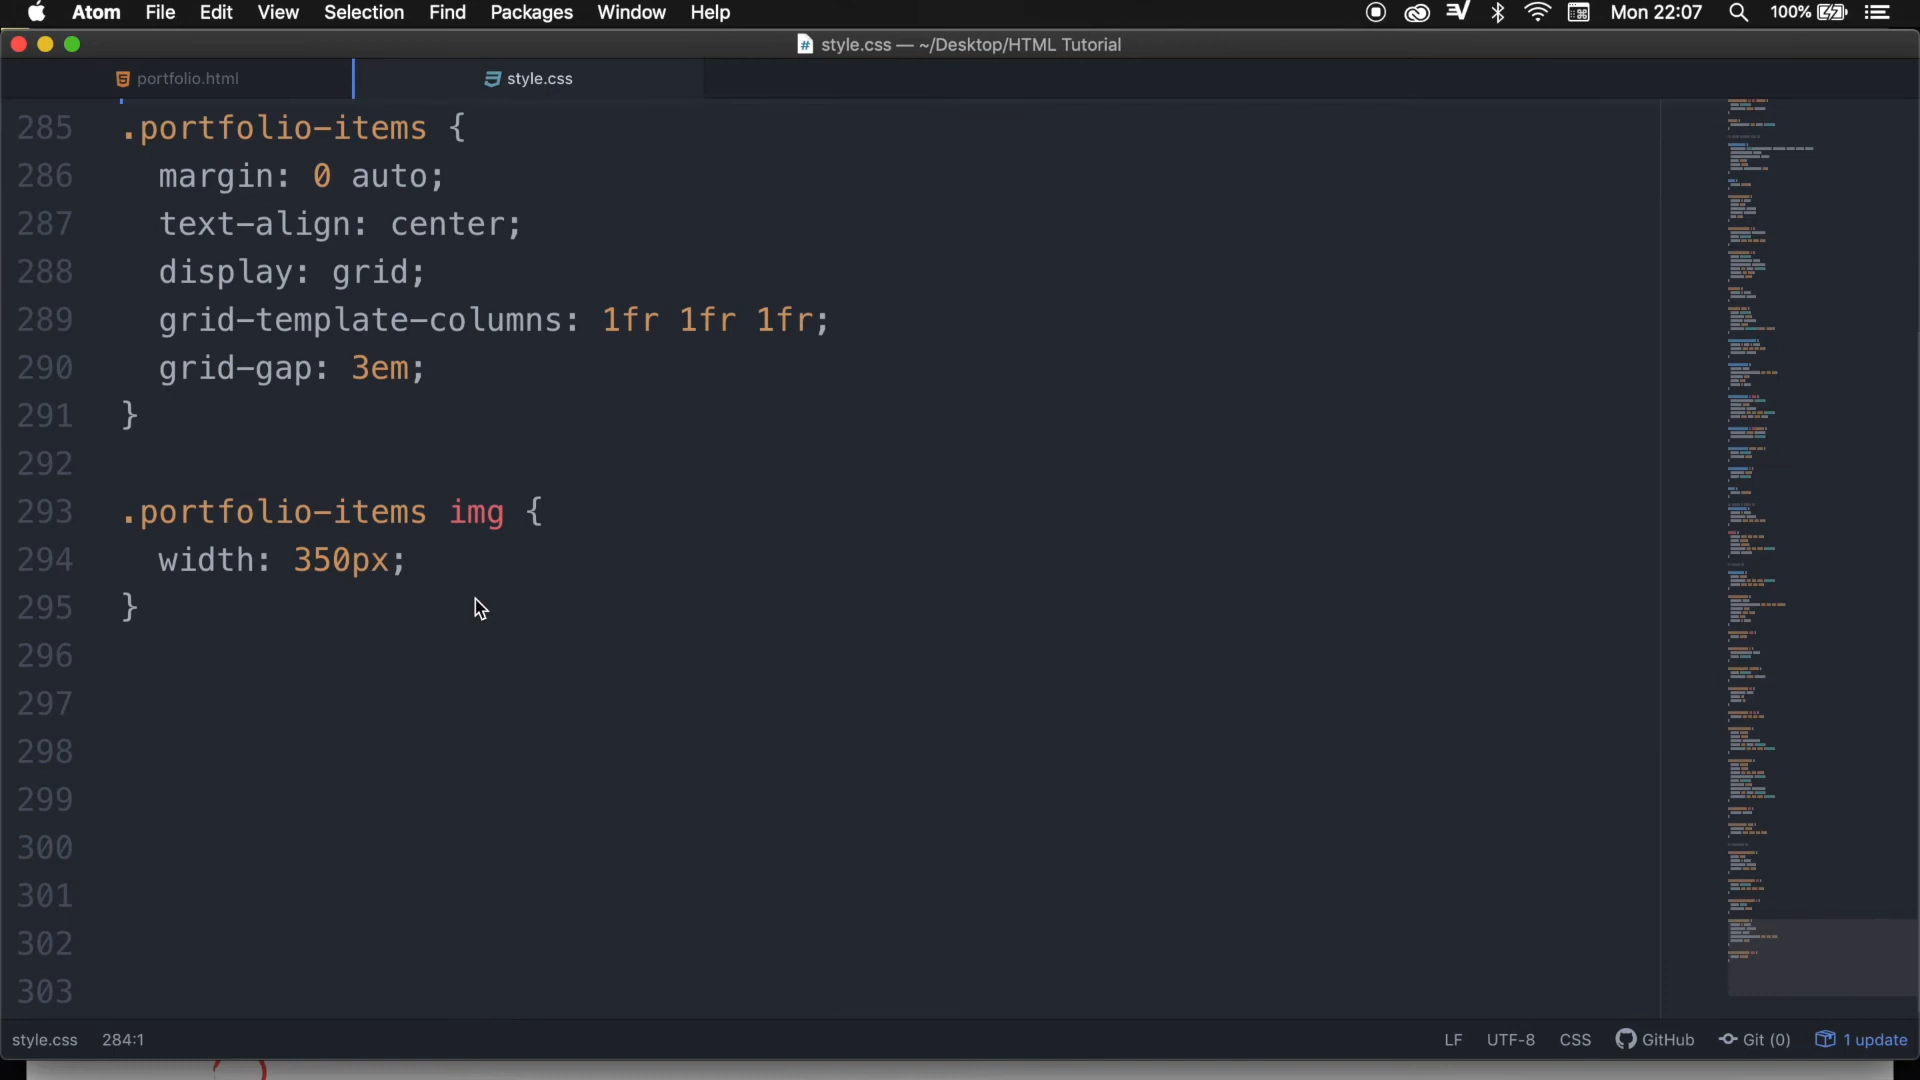 Atom File Edit View Selection Find Packages Window Help Mon 22:07 100%
style.css — ~/Desktop/HTML Tutorial
portfolio.html style.css
285 .portfolio-items {
286 margin: 0 auto;
287 text-align: center;
288 display: grid;
289 grid-template-columns: 1fr 1fr 1fr;
290 grid-gap: 3em;
291 }
292
293 .portfolio-items img {
294 width: 350px;
295 }
296
297
298
299
300
301
302
303
style.css 284:1 LF UTF-8 CSS GitHub Git (0) 1 update